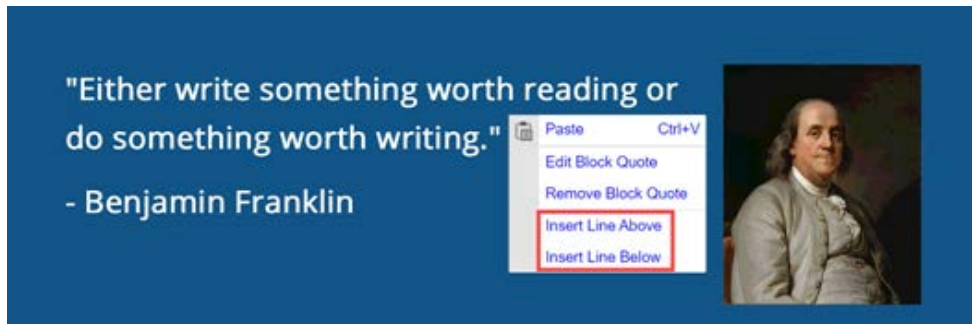 "Either write something worth reading or
do something worth writing."
- Benjamin Franklin
Paste Ctrl+V
Edit Block Quote
Remove Block Quote
Insert Line Above
Insert Line Below